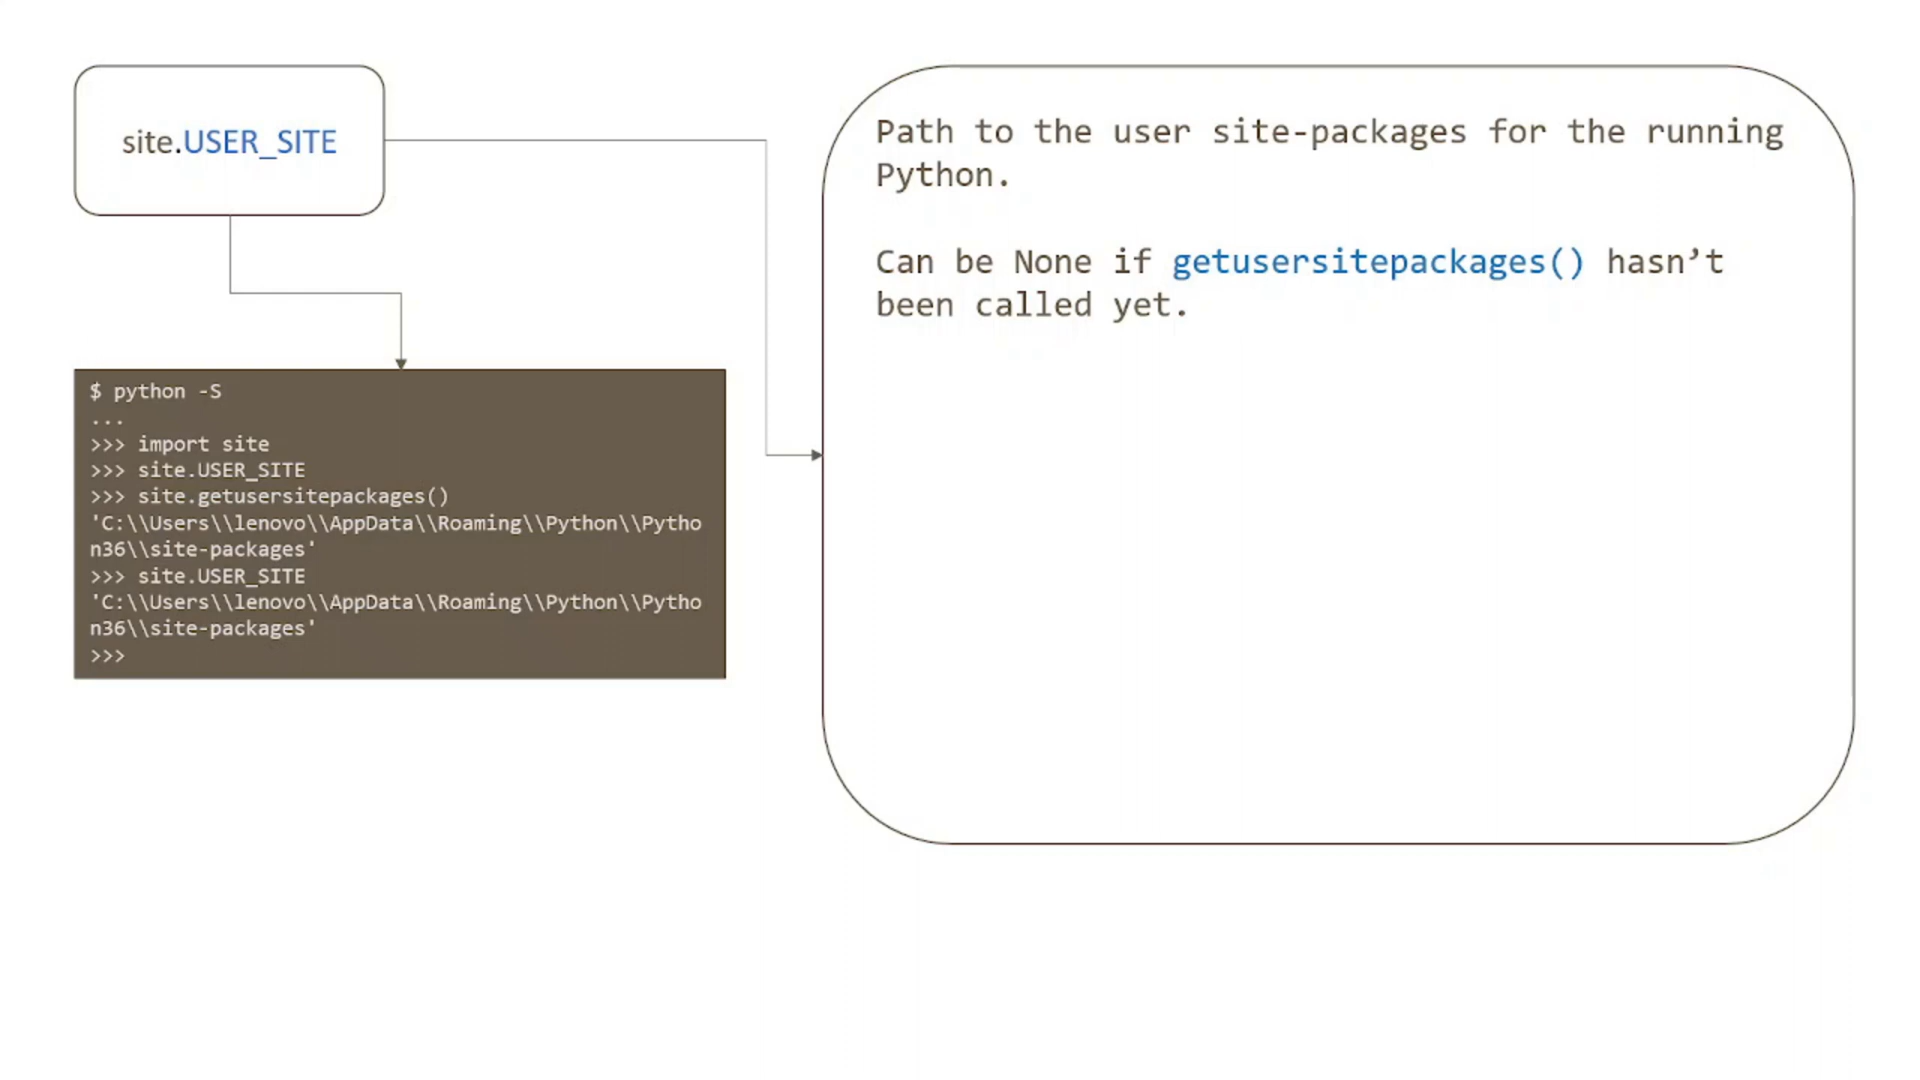 site.USER_SITE
Path to the user site-packages for the running
Python.
Can be None if getusersitepackages() hasn’t
been called yet.
$ python -S
...
>>> import site
>>> site.USER_SITE
>>> site.getusersitepackages()
'C:\\Users\\lenovo\\AppData\\Roaming\\Python\\Pytho
n36\\site-packages'
>>> site.USER_SITE
'C:\\Users\\lenovo\\AppData\\Roaming\\Python\\Pytho
n36\\site-packages'
>>>